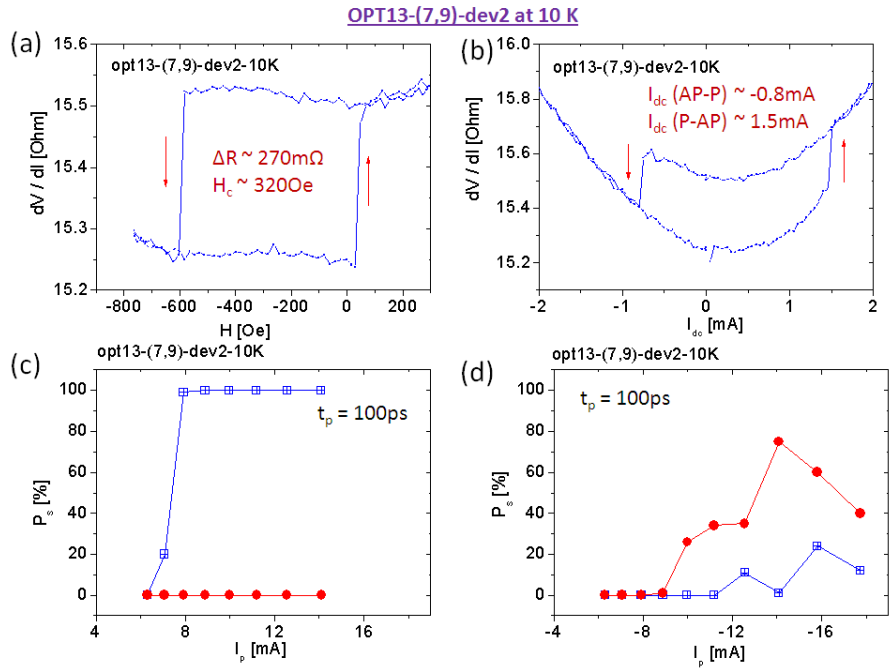 OPT13-(7,9)-dev2 at 10 K
(a)
opt13-(7,9)-dev2-10K
ΔR ~ 270mΩ
Hc ~ 320Oe
dV / dI [Ohm]
15.6
15.5
15.4
15.3
15.2
-800 -600 -400 -200 0 200
H [Oe]
(b)
opt13-(7,9)-dev2-10K
Idc (AP-P) ~ -0.8mA
Idc (P-AP) ~ 1.5mA
dV / dI [Ohm]
16.0
15.8
15.6
15.4
15.2
-2 -1 0 1 2
Idc [mA]
(c)
opt13-(7,9)-dev2-10K
tp = 100ps
Ps [%]
100
80
60
40
20
0
4 8 12 16
Ip [mA]
(d)
opt13-(7,9)-dev2-10K
tp = 100ps
Ps [%]
100
80
60
40
20
0
-4 -8 -12 -16
Ip [mA]